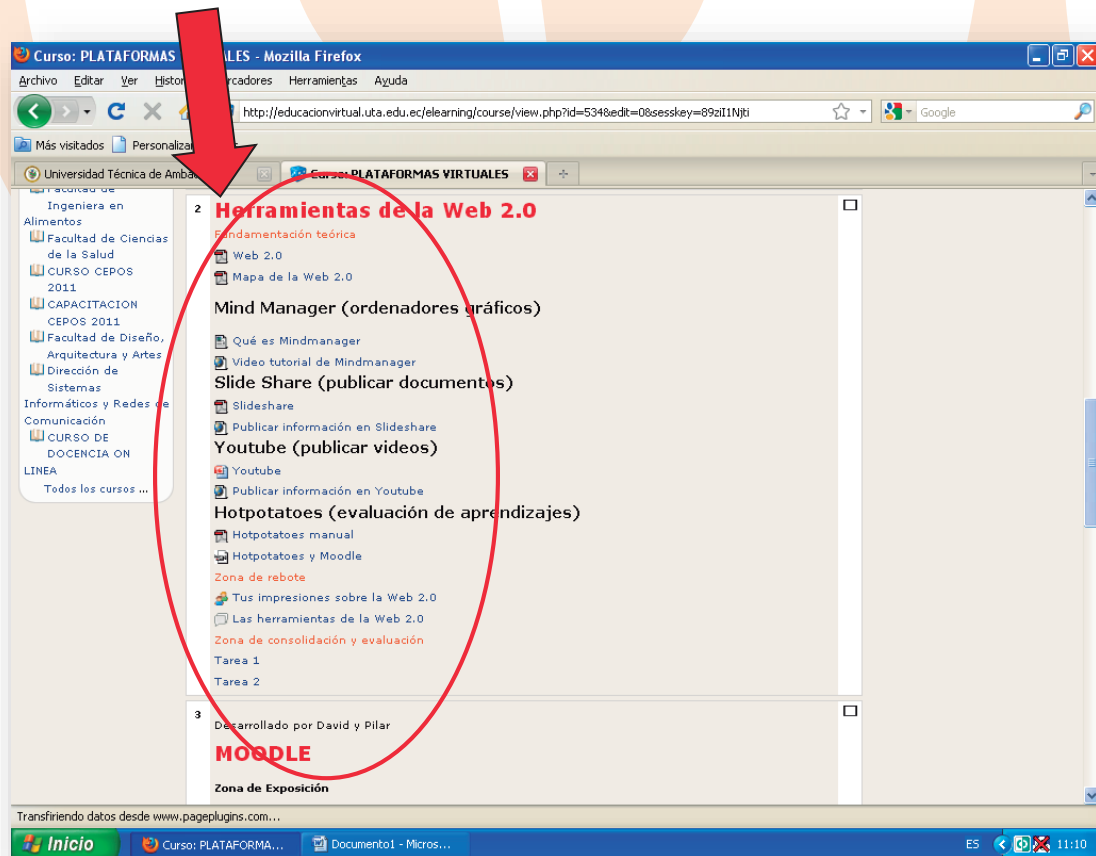 Curso: PLATAFORMAS ALES - Mozilla Firefox
Archivo Editar Ver Histor rcadores Herramientas Ayuda
http://educacionvirtual.uta.edu.ec/elearning/course/view.php?id=534&edit=0&sesskey=89ziI1Njti
Google
Más visitados Personaliza
Universidad Técnica de Amba Curso: PLATAFORMAS VIRTUALES
Facultad de
Ingeniera en
Alimentos
Facultad de Ciencias
de la Salud
CURSO CEPOS
2011
CAPACITACION
CEPOS 2011
Facultad de Diseño,
Arquitectura y Artes
Dirección de
Sistemas
Informáticos y Redes de
Comunicación
CURSO DE
DOCENCIA ON
LINEA
Todos los cursos ...
2
Herramientas de la Web 2.0
Fundamentación teórica
Web 2.0
Mapa de la Web 2.0
Mind Manager (ordenadores gráficos)
Qué es Mindmanager
Video tutorial de Mindmanager
Slide Share (publicar documentos)
Slideshare
Publicar información en Slideshare
Youtube (publicar videos)
Youtube
Publicar información en Youtube
Hotpotatoes (evaluación de aprendizajes)
Hotpotatoes manual
Hotpotatoes y Moodle
Zona de rebote
Tus impresiones sobre la Web 2.0
Las herramientas de la Web 2.0
Zona de consolidación y evaluación
Tarea 1
Tarea 2
3
Desarrollado por David y Pilar
MOODLE
Zona de Exposición
Transfiriendo datos desde www.pageplugins.com...
Inicio Curso: PLATAFORMA... Documento1 - Micros... ES 11:10